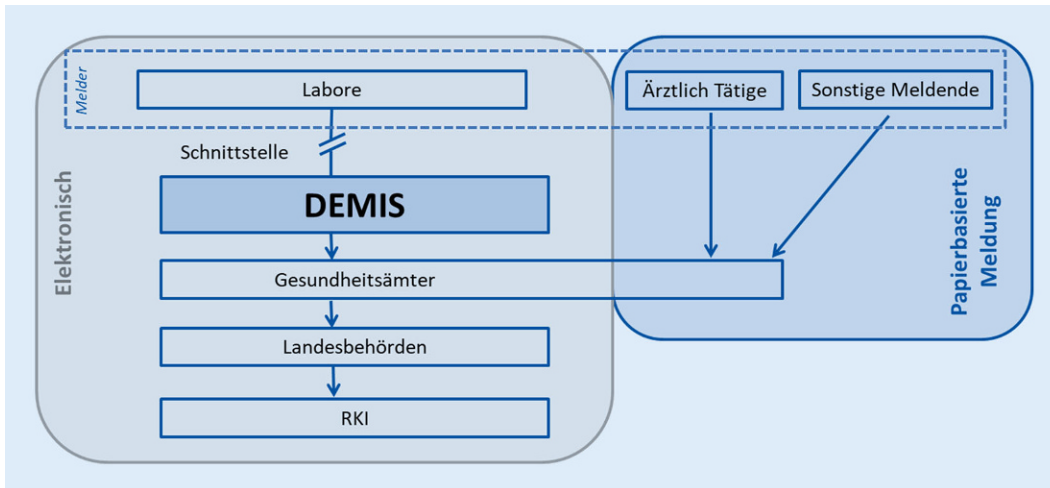 Melder
Labore
Ärztlich Tätige
Sonstige Meldende
Schnittstelle
DEMIS
Elektronisch
Gesundheitsämter
Papierbasierte
Meldung
Landesbehörden
RKI